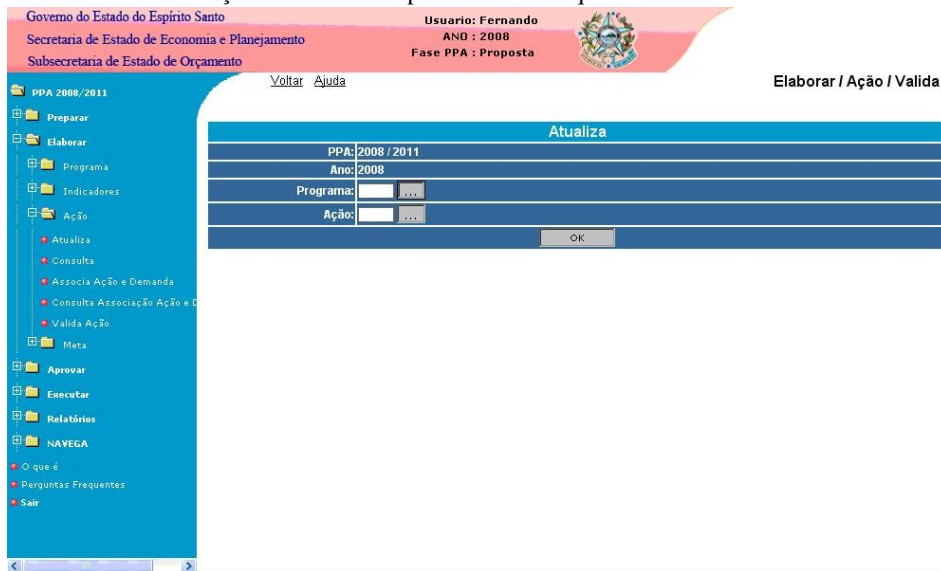 Governo do Estado do Espírito Santo
Secretaria de Estado de Economia e Planejamento
Subsecretaria de Estado de Orçamento
Usuario: Fernando
ANO : 2008
Fase PPA : Proposta
Voltar Ajuda
Elaborar / Ação / Valida
PPA 2008/2011
Preparar
Elaborar
Programa
Indicadores
Ação
Atualiza
Consulta
Associa Ação e Demanda
Consulta Associação Ação e D
Valida Ação
Meta
Aprovar
Executar
Relatórios
NAVEGA
O que é
Perguntas Frequentes
Sair
Atualiza
PPA: 2008 / 2011
Ano: 2008
Programa: ...
Ação: ...
OK